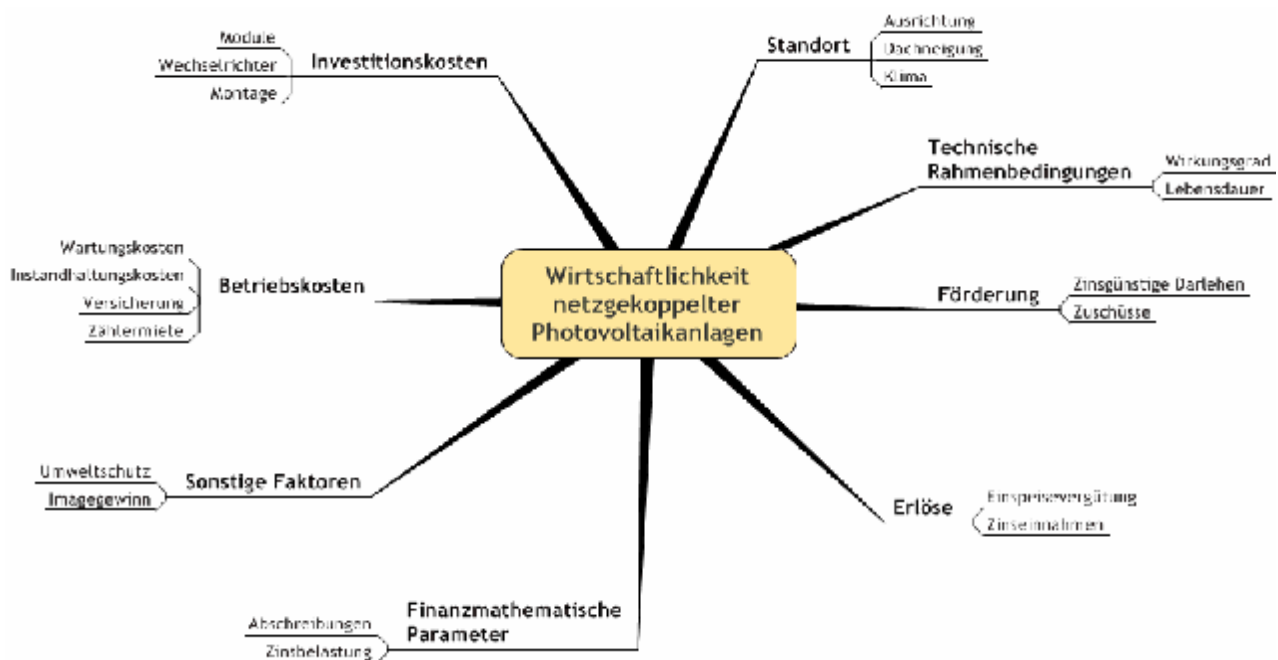 Module
Wechselrichter
Montage
Investitionskosten
Standort
Ausrichtung
Dachneigung
Klima
Technische
Rahmenbedingungen
Wirkungsgrad
Lebensdauer
Wartungskosten
Instandhaltungskosten
Versicherung
Zählermiete
Betriebskosten
Wirtschaftlichkeit
netzgekoppelter
Photovoltaikanlagen
Förderung
Zinsgünstige Darlehen
Zuschüsse
Umweltschutz
Imagegewinn
Sonstige Faktoren
Erlöse
Einspeisevergütung
Zinseinnahmen
Abschreibungen
Zinsbelastung
Finanzmathematische
Parameter